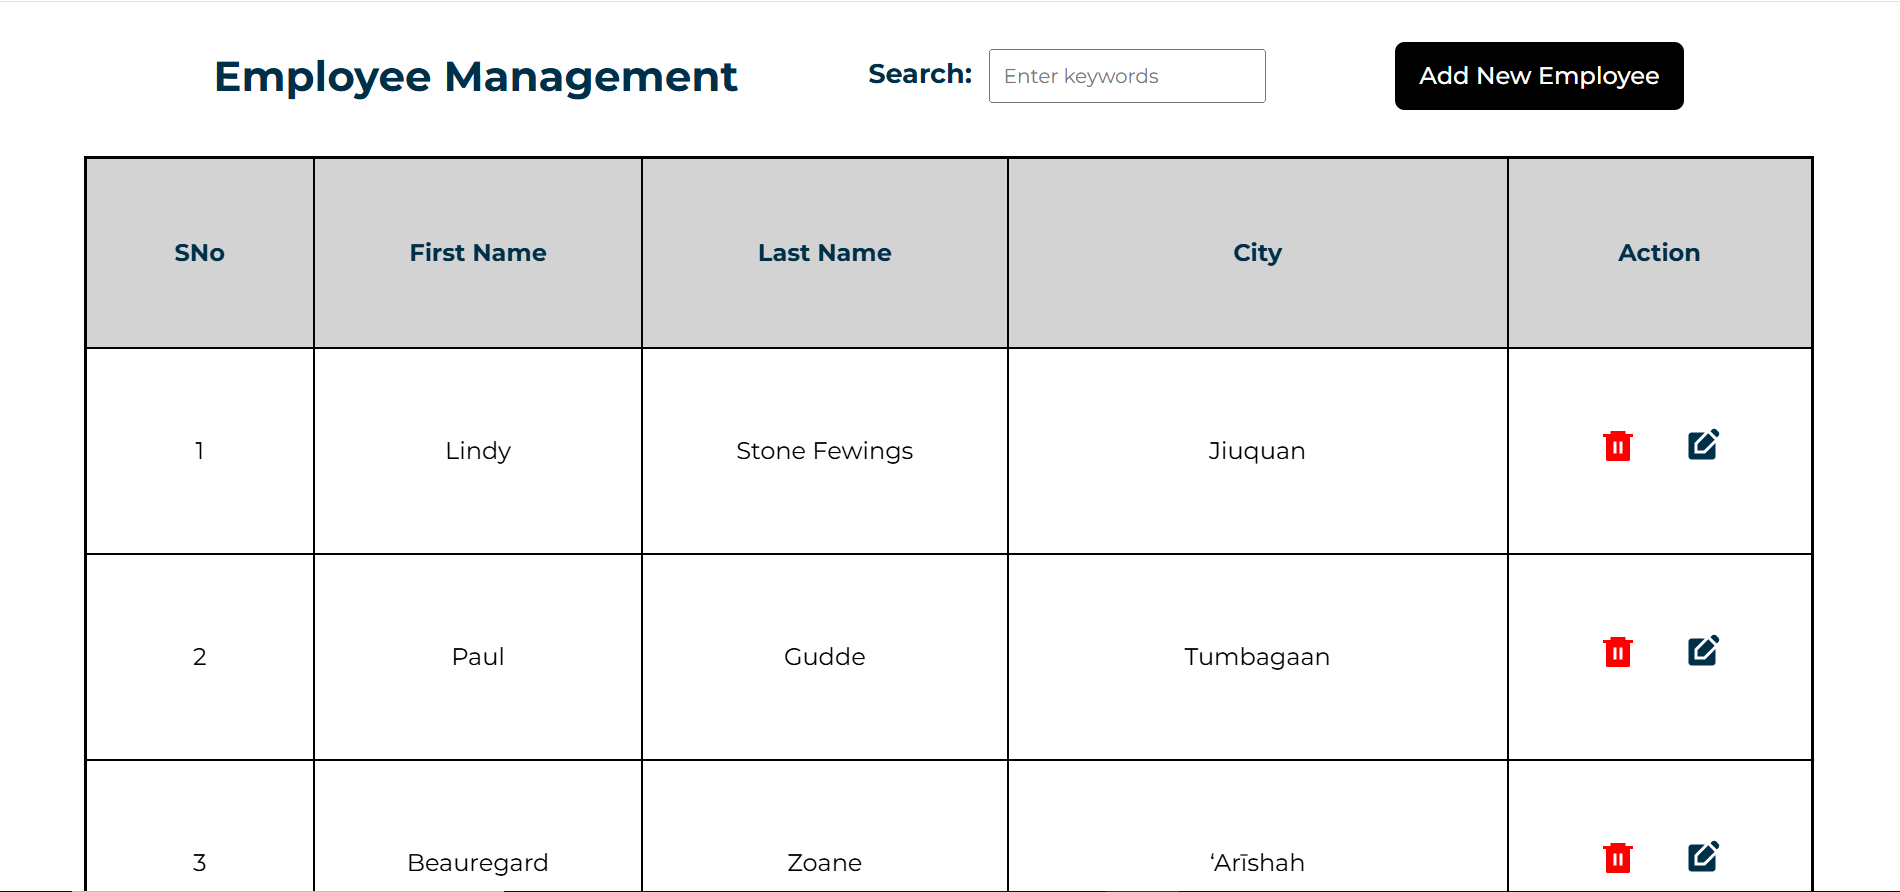 Employee Management Search: Enter keywords Add New Employee
SNo First Name Last Name City Action
1 Lindy Stone Fewings Jiuquan
2 Paul Gudde Tumbagaan
3 Beauregard Zoane ‘Arīshah